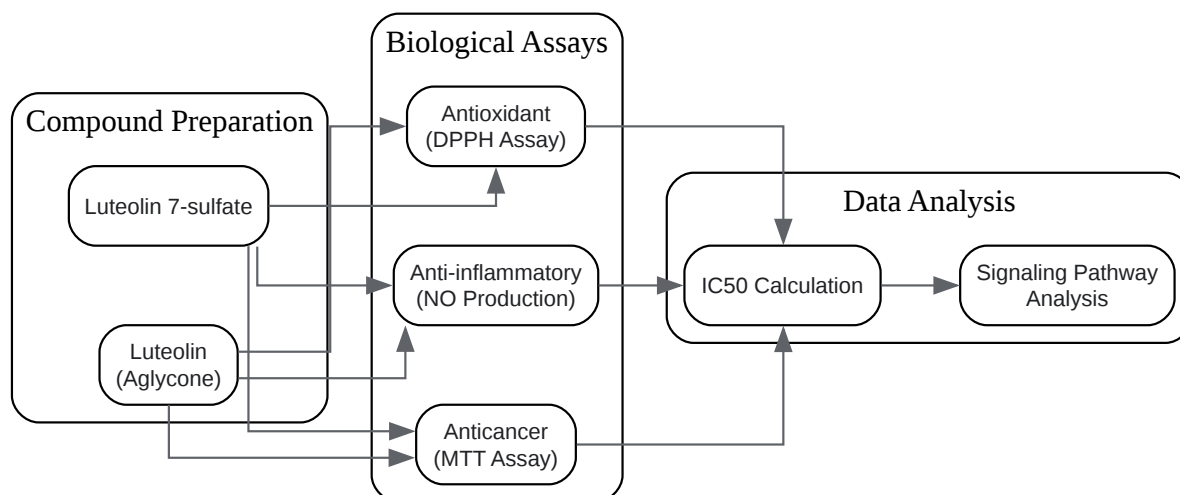 Compound Preparation
Luteolin 7-sulfate
Luteolin
(Aglycone)
Biological Assays
Antioxidant
(DPPH Assay)
Anti-inflammatory
(NO Production)
Anticancer
(MTT Assay)
Data Analysis
IC50 Calculation
Signaling Pathway
Analysis